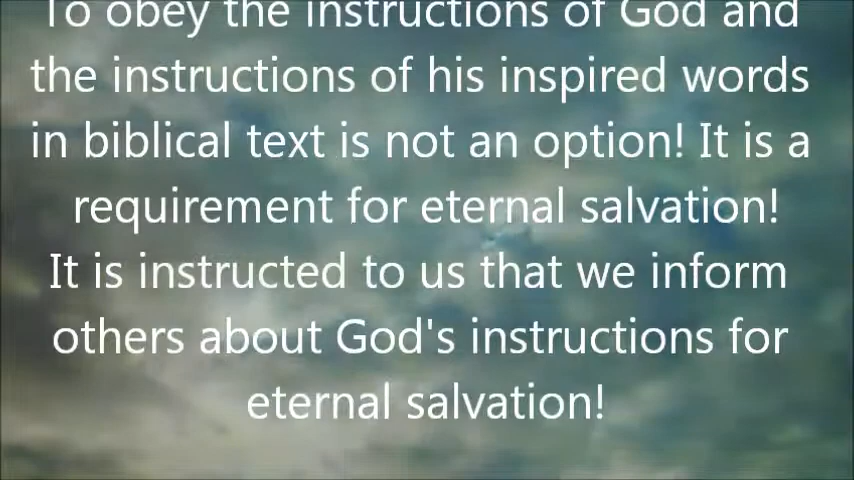 To obey the instructions of God and
the instructions of his inspired words
in biblical text is not an option! It is a
requirement for eternal salvation!
It is instructed to us that we inform
others about God's instructions for
eternal salvation!